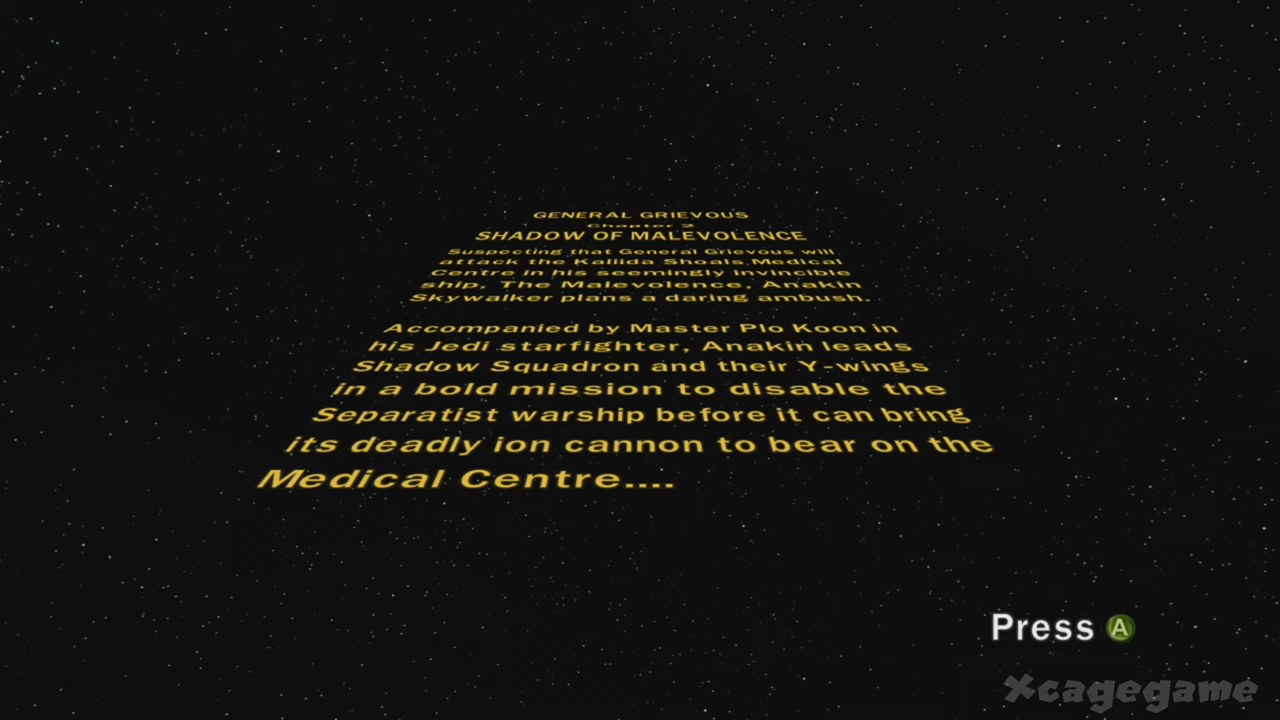 GENERAL GRIEVOUS
Chapter 2
SHADOW OF MALEVOLENCE
Suspecting that General Grievous will
attack the Kaliida Shoals Medical
Centre in his seemingly invincible
ship, The Malevolence, Anakin
Skywalker plans a daring ambush.
Accompanied by Master Plo Koon in
his Jedi starfighter, Anakin leads
Shadow Squadron and their Y-wings
in a bold mission to disable the
Separatist warship before it can bring
its deadly ion cannon to bear on the
Medical Centre....
Press A
Xcagegame